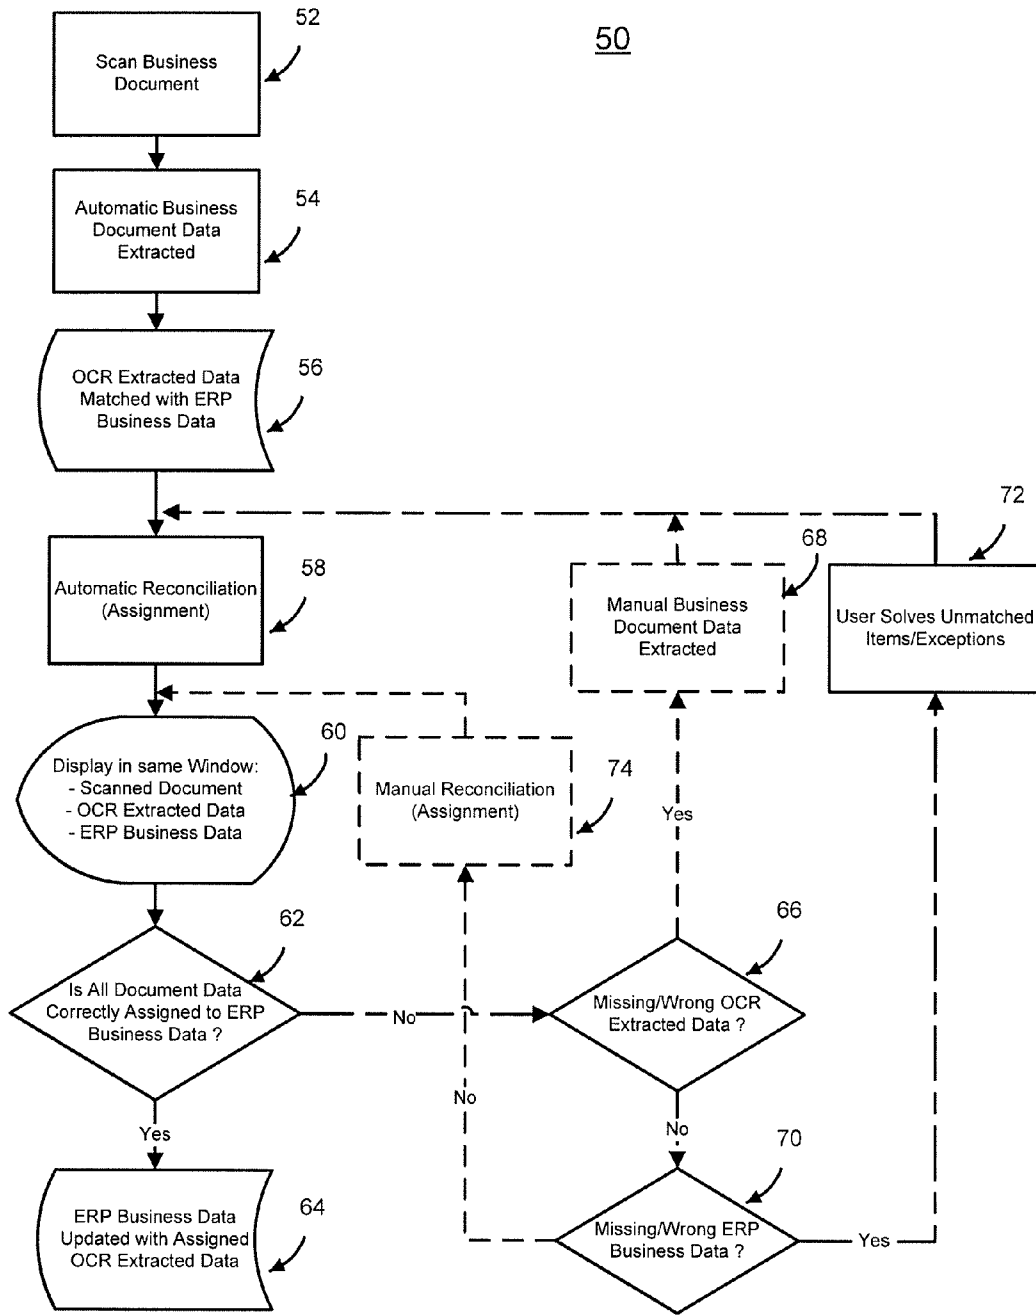 50
52
Scan Business
Document
54
Automatic Business
Document Data
Extracted
56
OCR Extracted Data
Matched with ERP
Business Data
58
Automatic Reconciliation
(Assignment)
68
Manual Business
Document Data
Extracted
72
User Solves Unmatched
Items/Exceptions
60
Display in same Window:
- Scanned Document
- OCR Extracted Data
- ERP Business Data
74
Manual Reconciliation
(Assignment)
Yes
62
Is All Document Data
Correctly Assigned to ERP
Business Data ?
No
66
Missing/Wrong OCR
Extracted Data ?
No
Yes
No
64
ERP Business Data
Updated with Assigned
OCR Extracted Data
70
Missing/Wrong ERP
Business Data ?
Yes